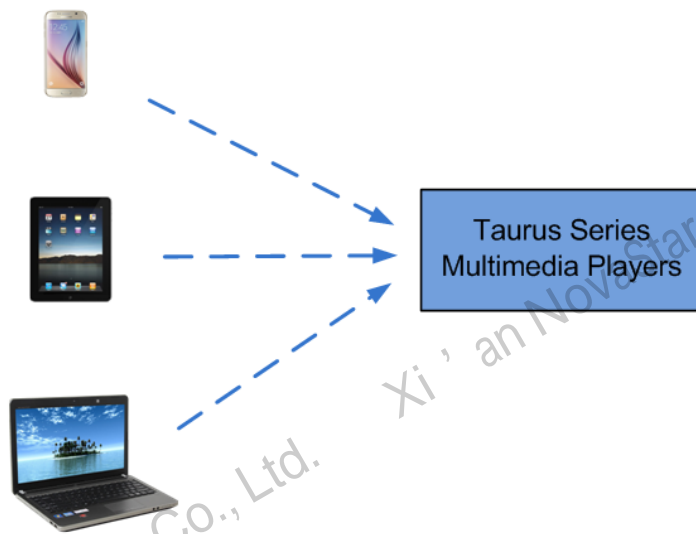 Taurus Series
Multimedia Players
Xi ’ an NovaStar
Co., Ltd.